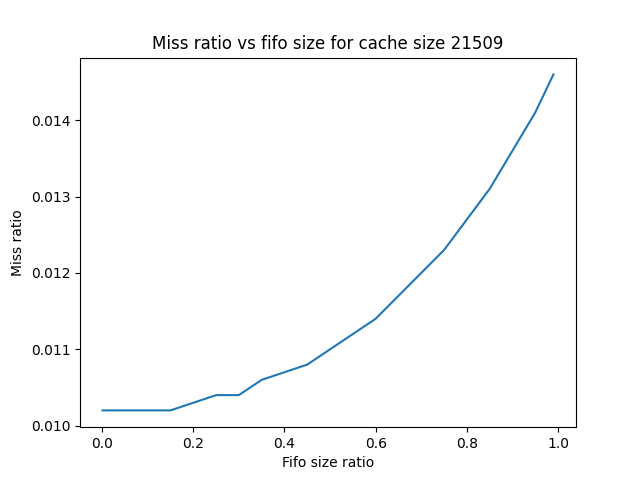 Miss ratio vs fifo size for cache size 21509
Miss ratio
0.014
0.013
0.012
0.011
0.010
0.0 0.2 0.4 0.6 0.8 1.0
Fifo size ratio